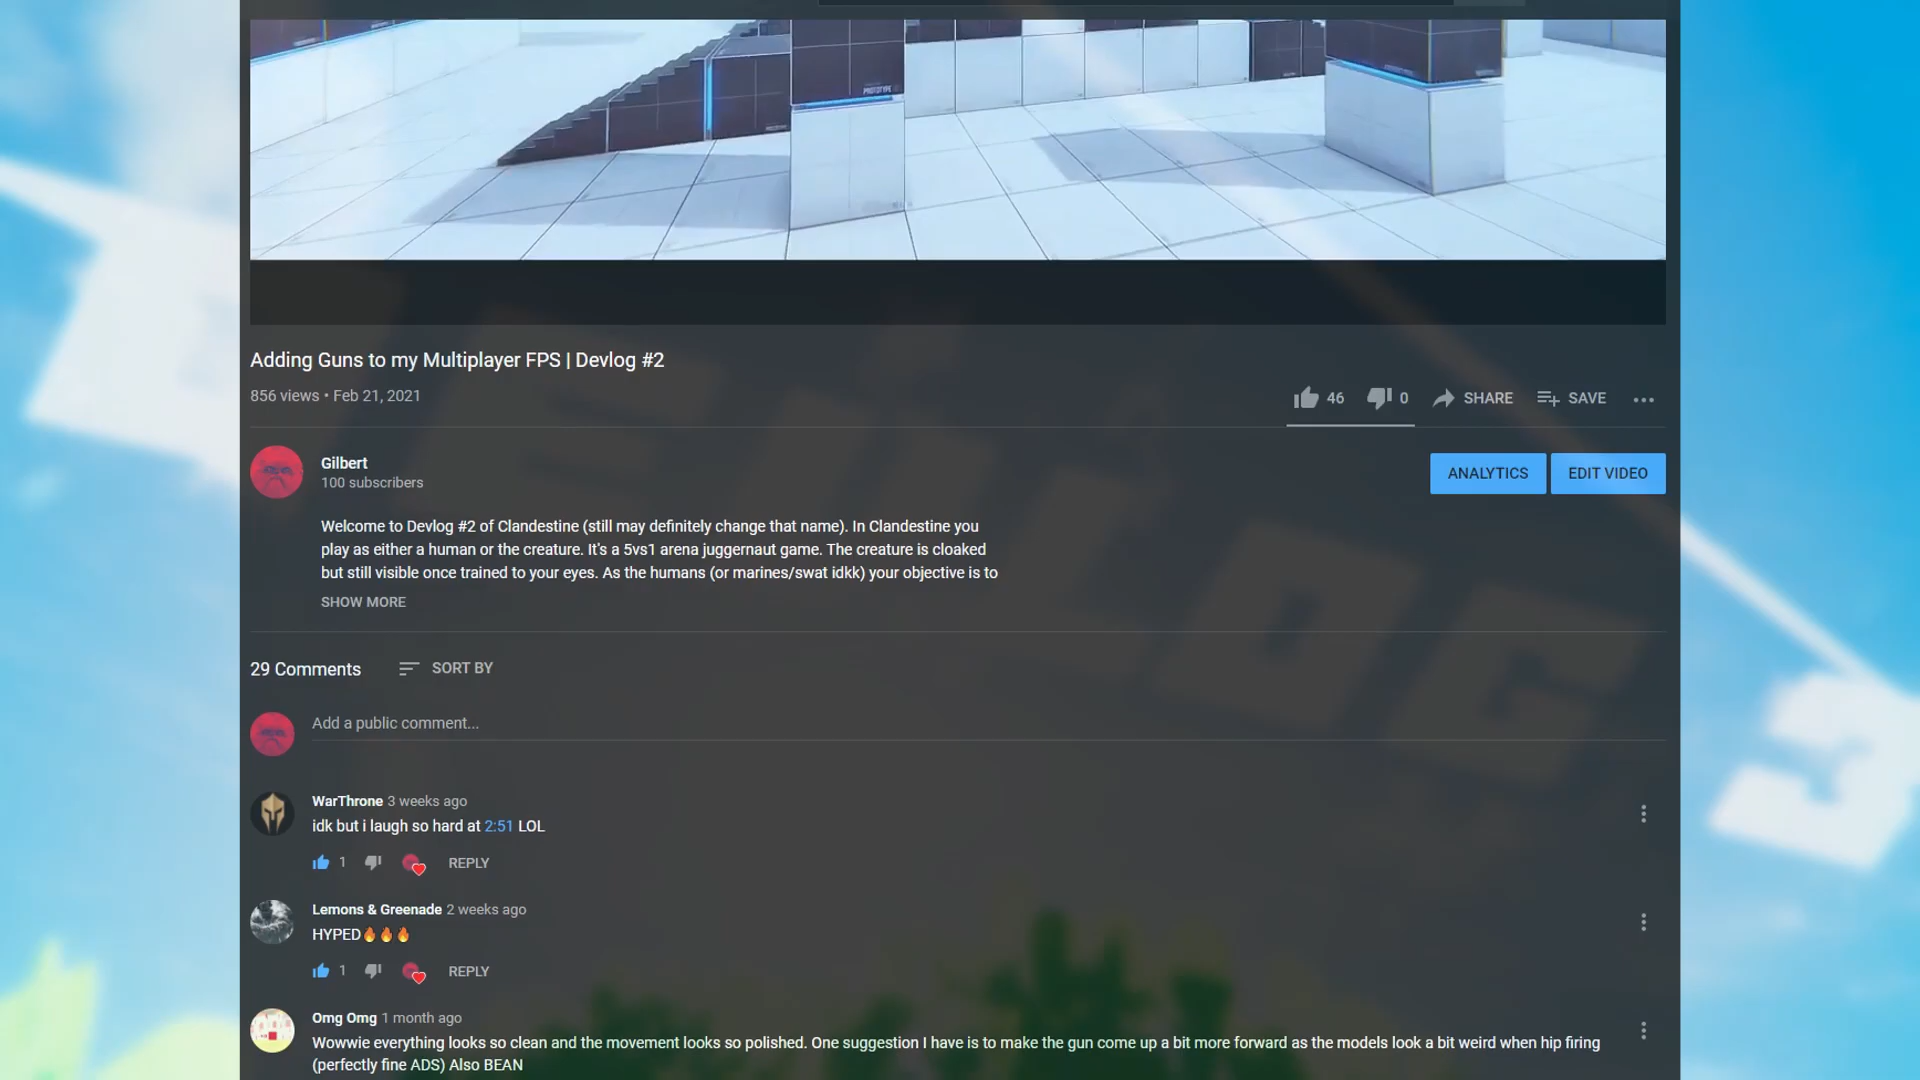 PROTOTYPE
Adding Guns to my Multiplayer FPS | Devlog #2
856 views • Feb 21, 2021
46
0
SHARE
SAVE
Gilbert
100 subscribers
ANALYTICS
EDIT VIDEO
Welcome to Devlog #2 of Clandestine (still may definitely change that name). In Clandestine you
play as either a human or the creature. It's a 5vs1 arena juggernaut game. The creature is cloaked
but still visible once trained to your eyes. As the humans (or marines/swat idkk) your objective is to
SHOW MORE
29 Comments
SORT BY
Add a public comment...
WarThrone 3 weeks ago
idk but i laugh so hard at 2:51 LOL
1
REPLY
Lemons & Greenade 2 weeks ago
HYPED🔥🔥🔥
1
REPLY
Omg Omg 1 month ago
Wowwie everything looks so clean and the movement looks so polished. One suggestion I have is to make the gun come up a bit more forward as the models look a bit weird when hip firing
(perfectly fine ADS) Also BEAN